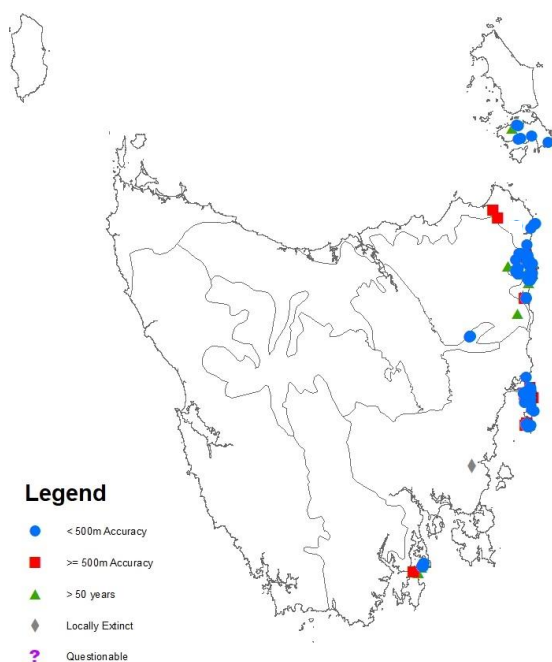 Legend
< 500m Accuracy
>= 500m Accuracy
> 50 years
Locally Extinct
? Questionable